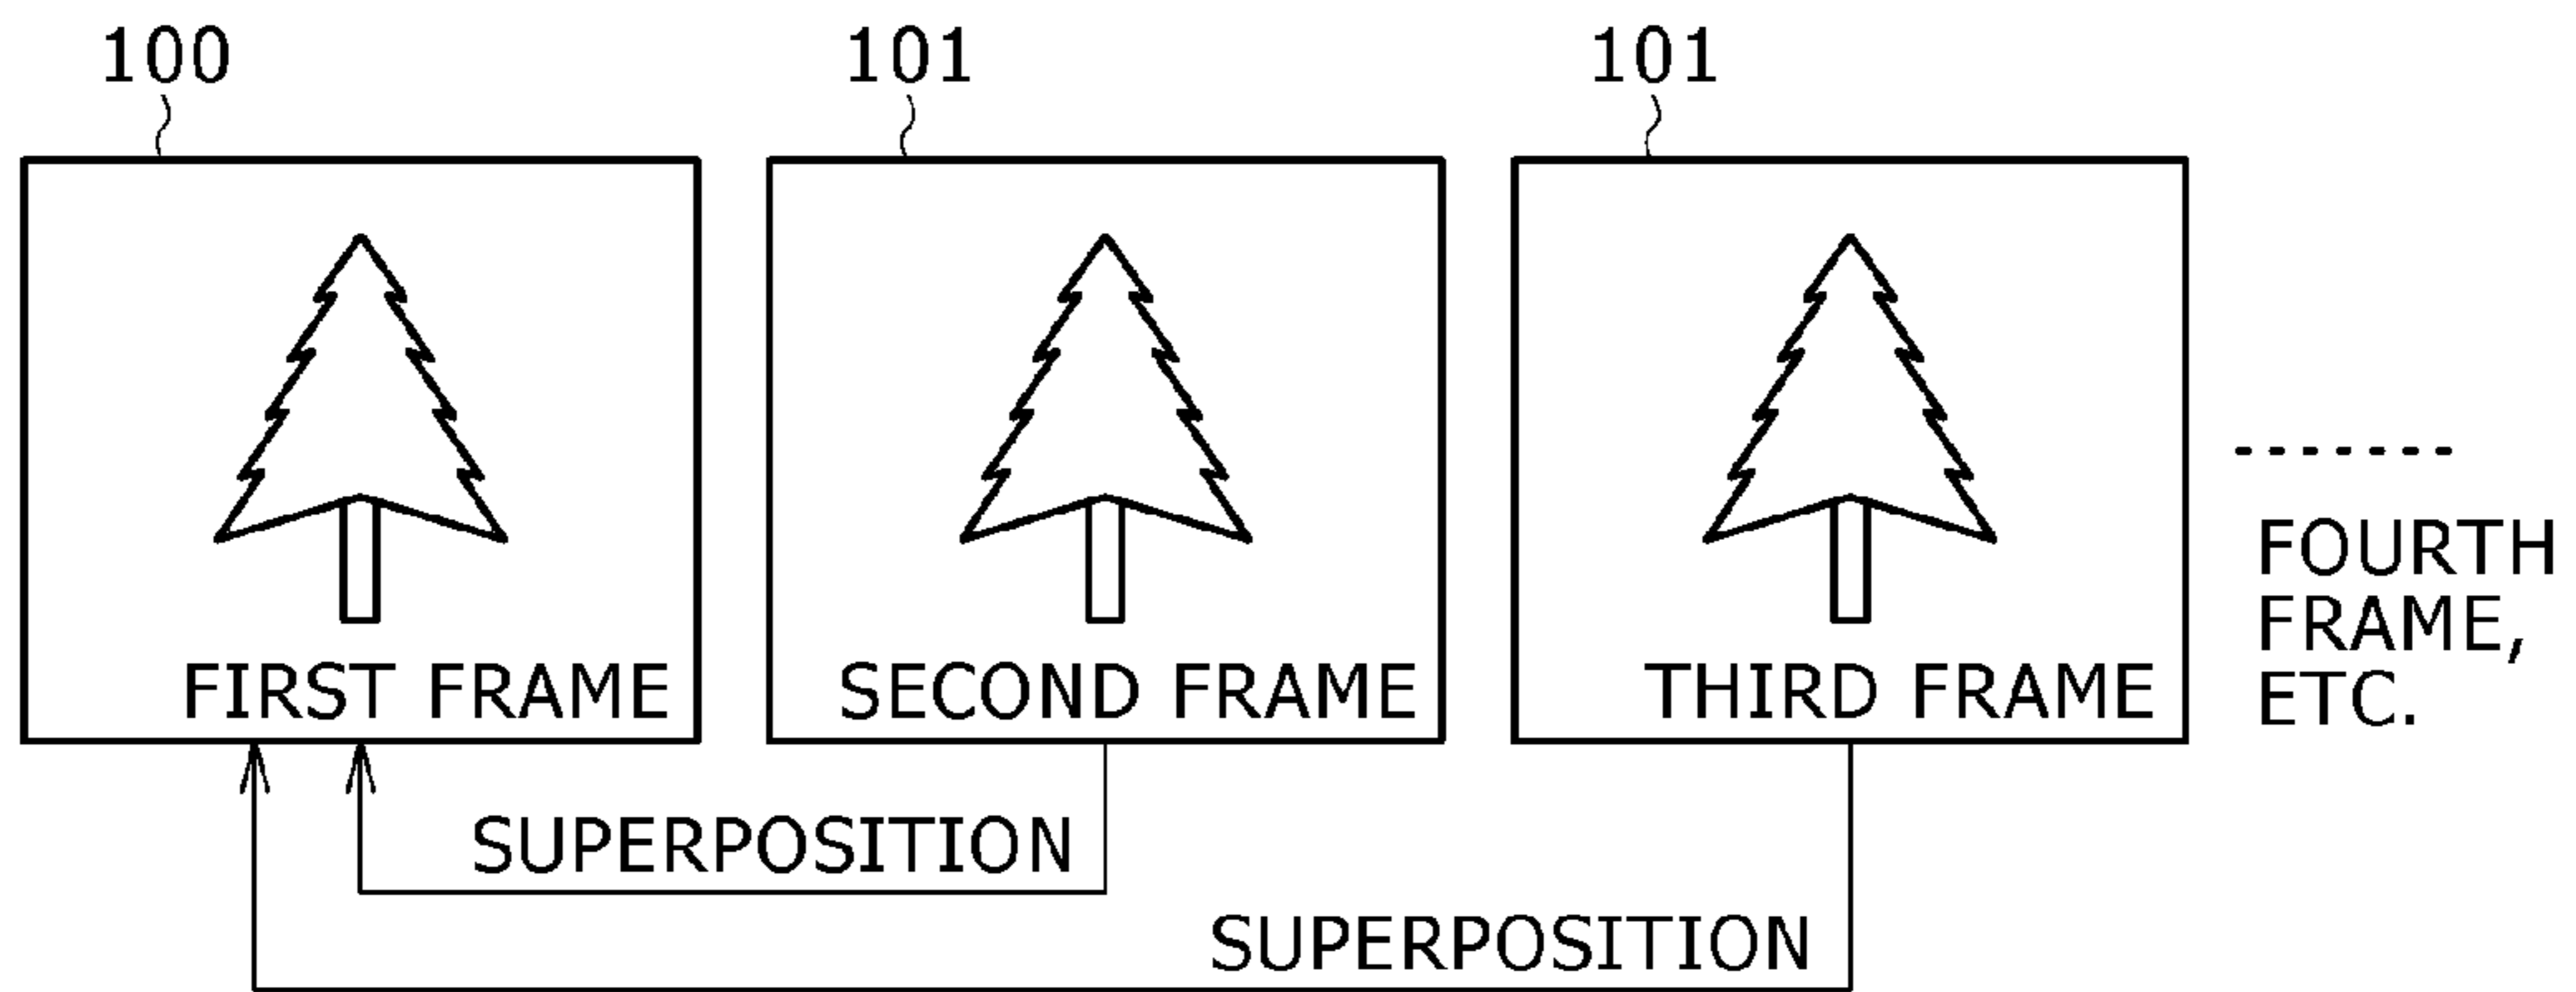 100
101
101
FIRST FRAME
SECOND FRAME
THIRD FRAME
FOURTH
FRAME,
ETC.
SUPERPOSITION
SUPERPOSITION